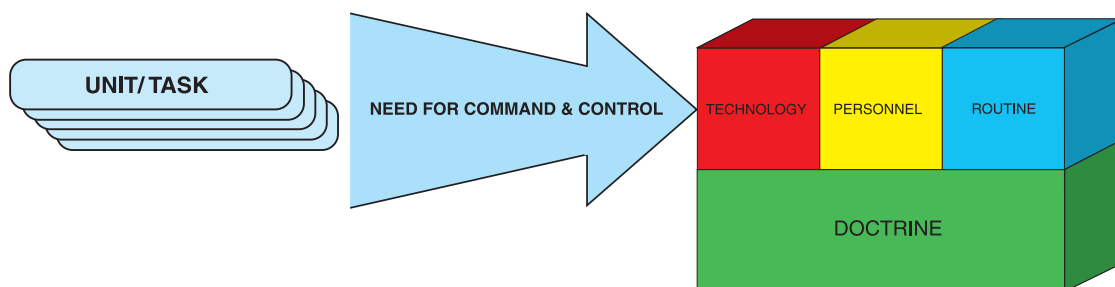 UNIT/ TASK
NEED FOR COMMAND & CONTROL
TECHNOLOGY
PERSONNEL
ROUTINE
DOCTRINE